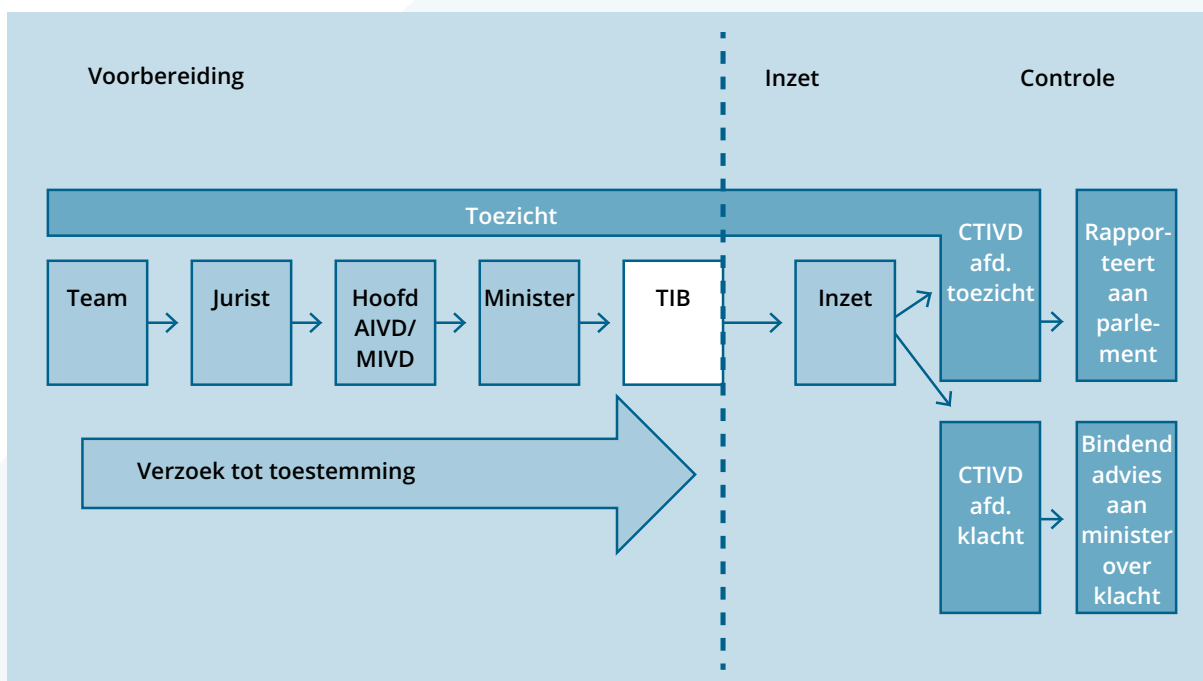 Voorbereiding
Inzet
Controle
Toezicht
Team
Jurist
Hoofd
AIVD/
MIVD
Minister
TIB
Inzet
CTIVD
afd.
toezicht
Rappor-
teert
aan
parle-
ment
Verzoek tot toestemming
CTIVD
afd.
klacht
Bindend
advies
aan
minister
over
klacht